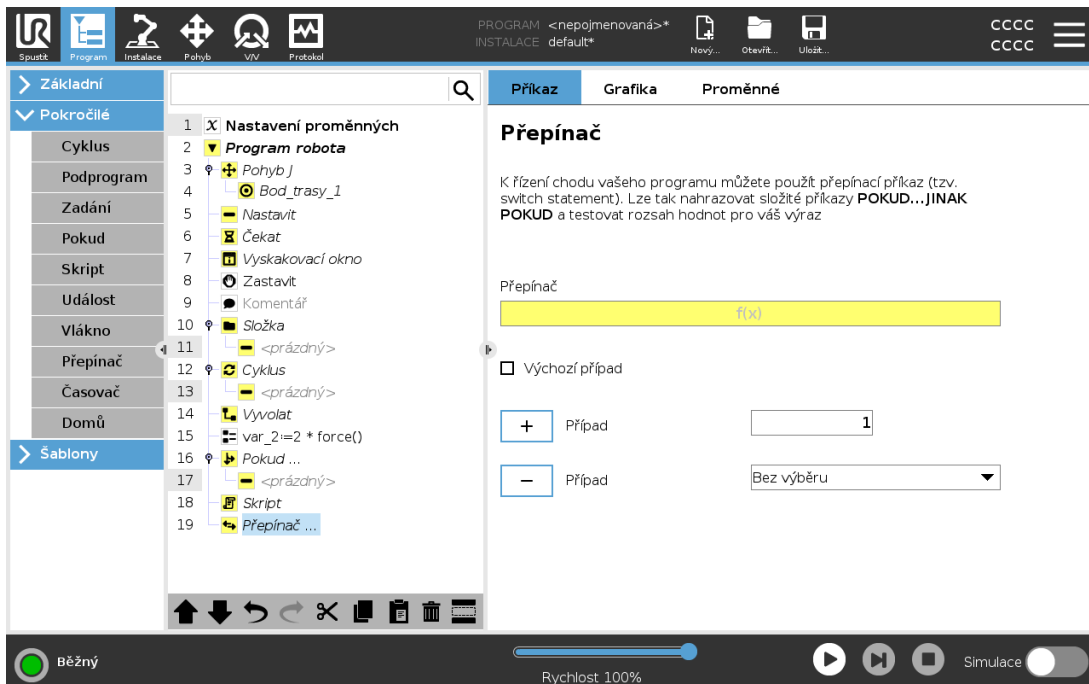 PROGRAM <nepojmenovaná>*
INSTALACE default*
Spustit
Program
Instalace
Pohyb
V/V
Protokol
Nový...
Otevřít...
Uložit...
CCCC
CCCC
Základní
Pokročilé
Cyklus
Podprogram
Zadání
Pokud
Skript
Událost
Vlákno
Přepínač
Časovač
Domů
Šablony
1 X Nastavení proměnných
2 Program robota
3 Pohyb J
4 Bod_trasy_1
5 Nastavit
6 Čekat
7 Vyskakovací okno
8 Zastavit
9 Komentář
10 Složka
11 <prázdný>
12 Cyklus
13 <prázdný>
14 Vyvolat
15 var_2≔2 * force()
16 Pokud ...
17 <prázdný>
18 Skript
19 Přepínač ...
Příkaz
Grafika
Proměnné
Přepínač
K řízení chodu vašeho programu můžete použít přepínací příkaz (tzv.
switch statement). Lze tak nahrazovat složité příkazy POKUD...JINAK
POKUD a testovat rozsah hodnot pro váš výraz
Přepínač
f(x)
Výchozí případ
+ Případ 1
− Případ Bez výběru
Běžný
Rychlost 100%
Simulace